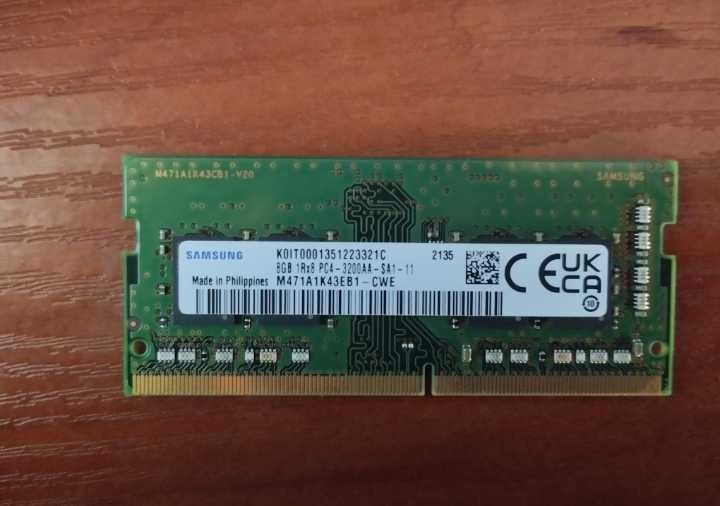 M471A1K43CB1-V20
SAMSUNG
SAMSUNG
K0IT0001351223321C
2135
8GB 1Rx8 PC4-3200AA-SA1-11
Made in Philippines
M471A1K43EB1-CWE
CE
UK
CA
10